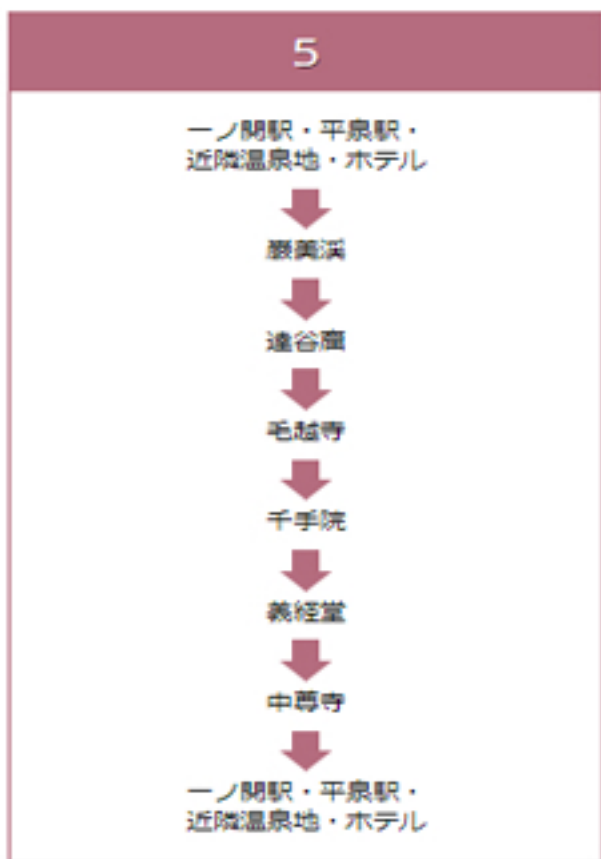 5
一ノ関駅・平泉駅・
近隣温泉地・ホテル
厳美渓
達谷窟
毛越寺
千手院
義経堂
中尊寺
一ノ関駅・平泉駅・
近隣温泉地・ホテル